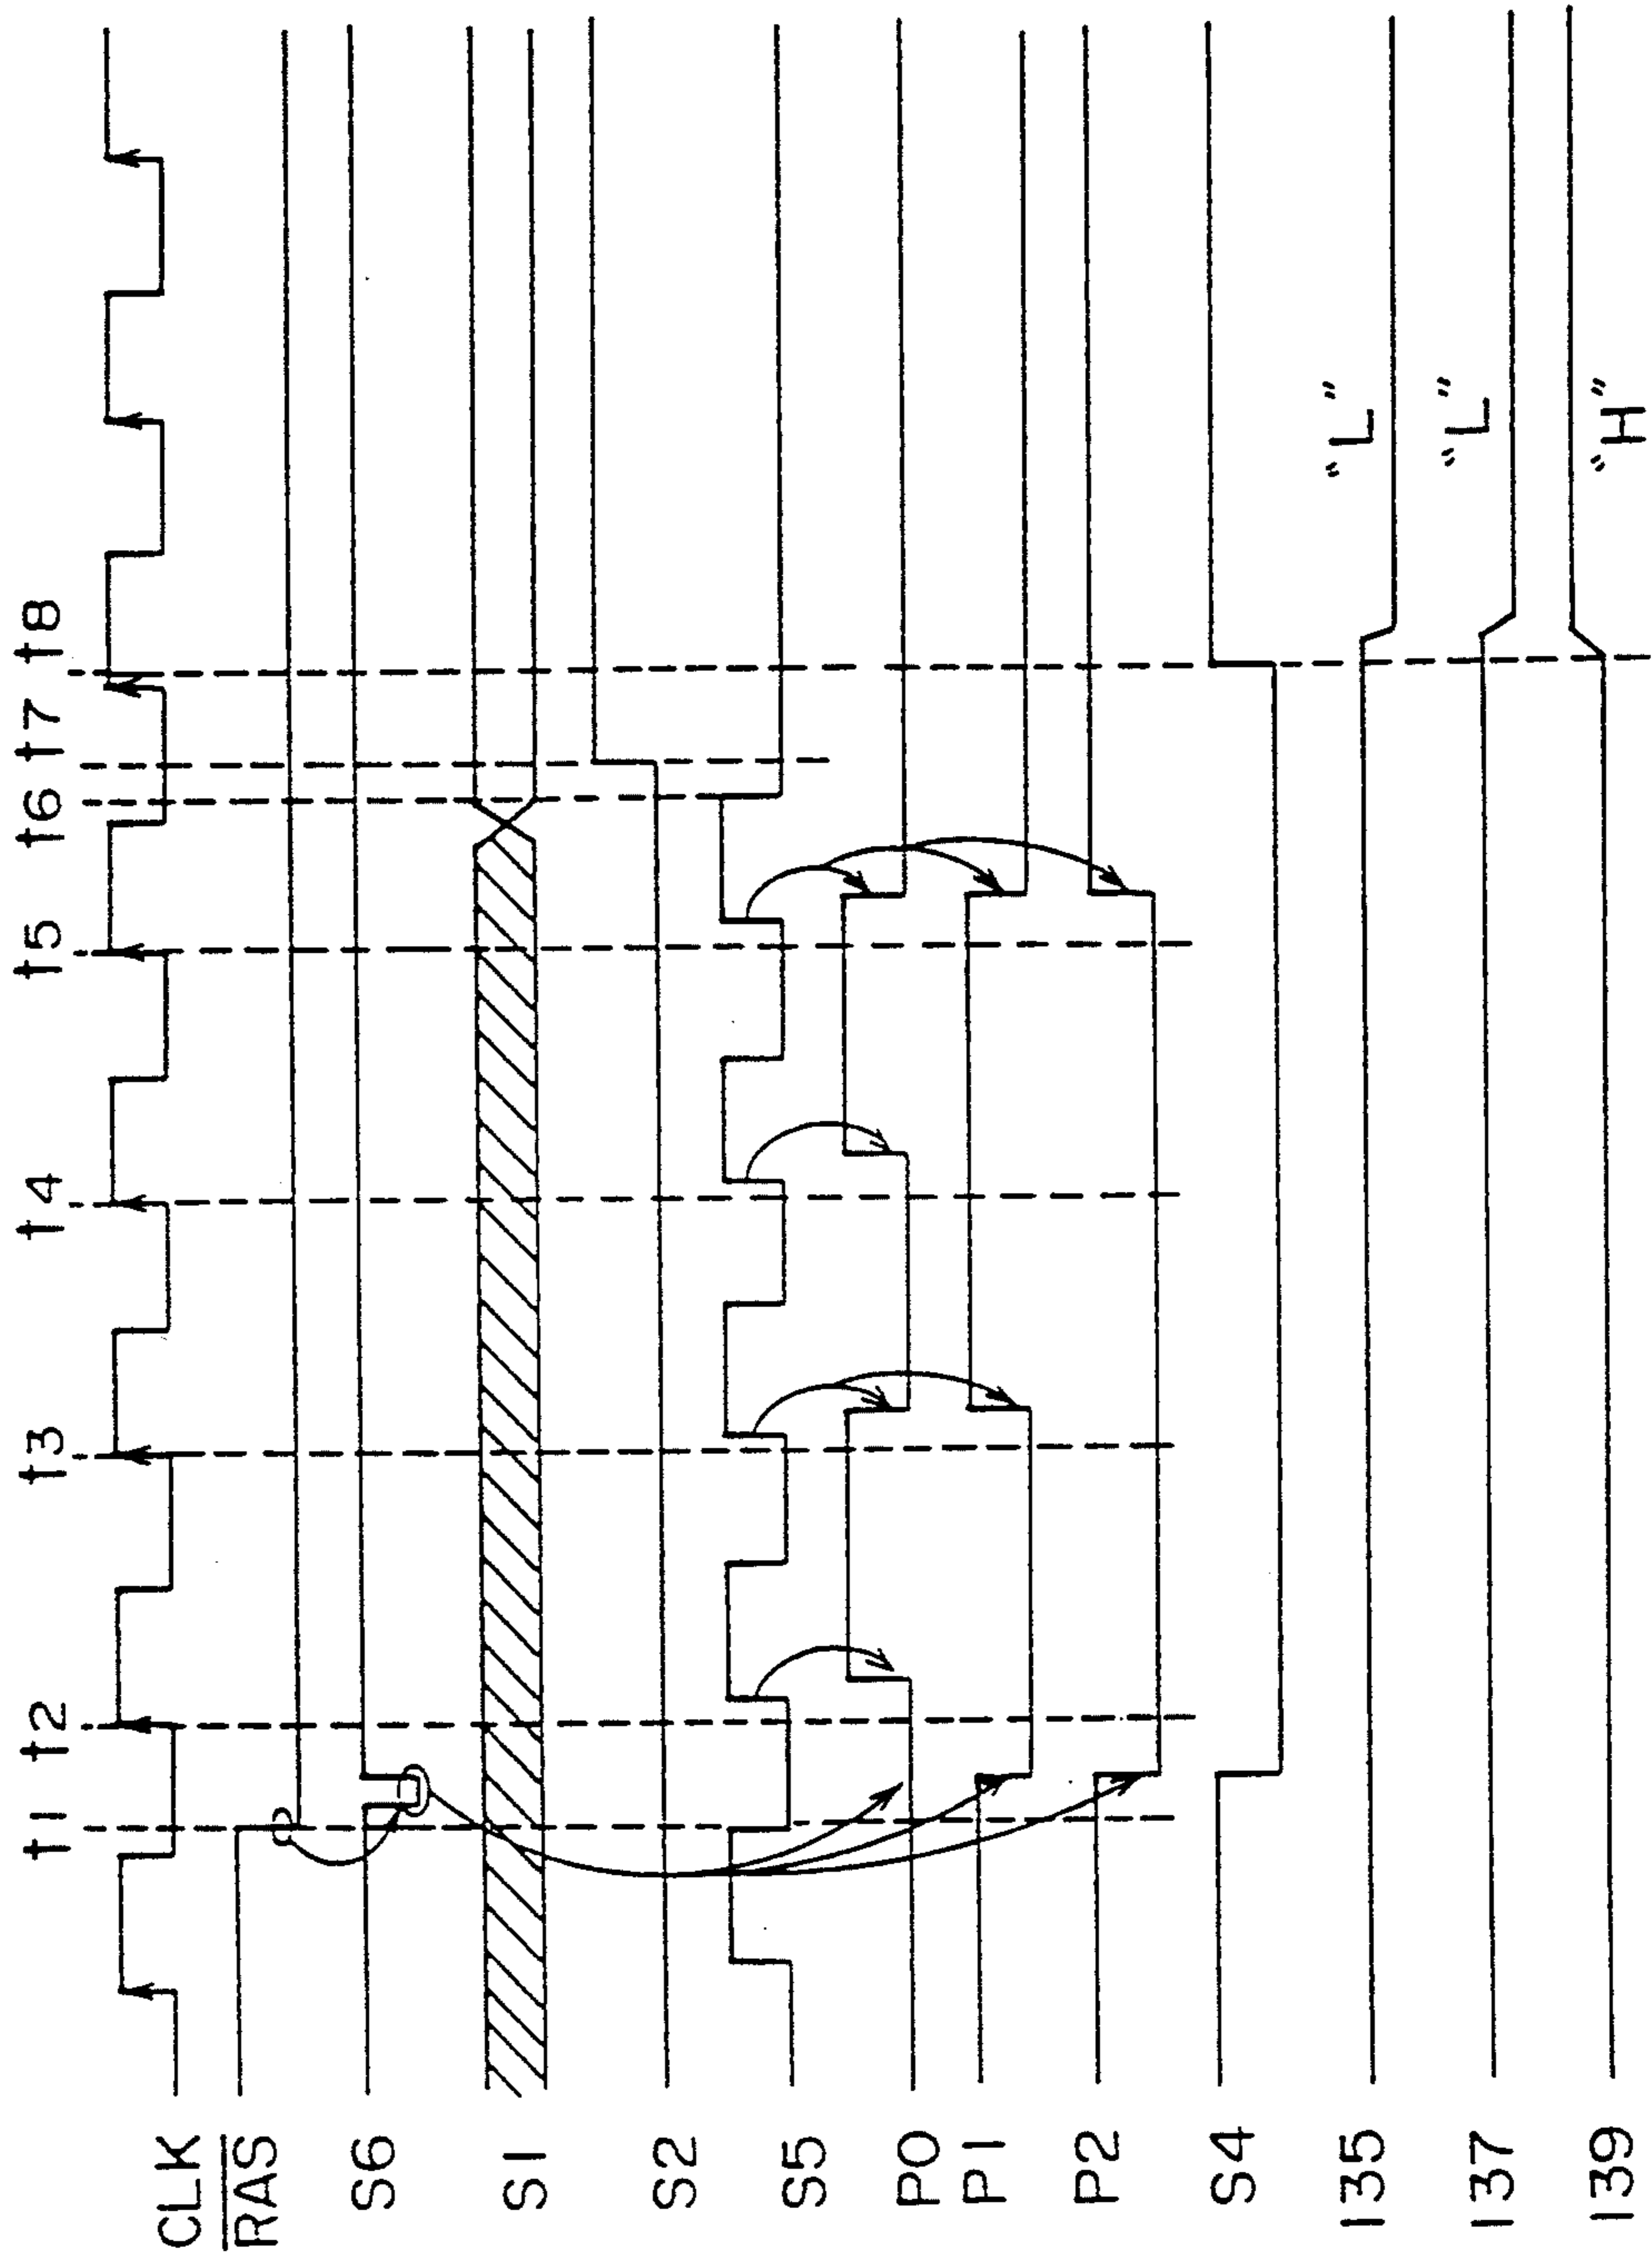 t1 t2 t3 t4 t5 t6 t7 t8
CLK
RAS
S6
S1
S2
S5
P0
P1
P2
S4
135 "L"
137 "L"
139 "H"